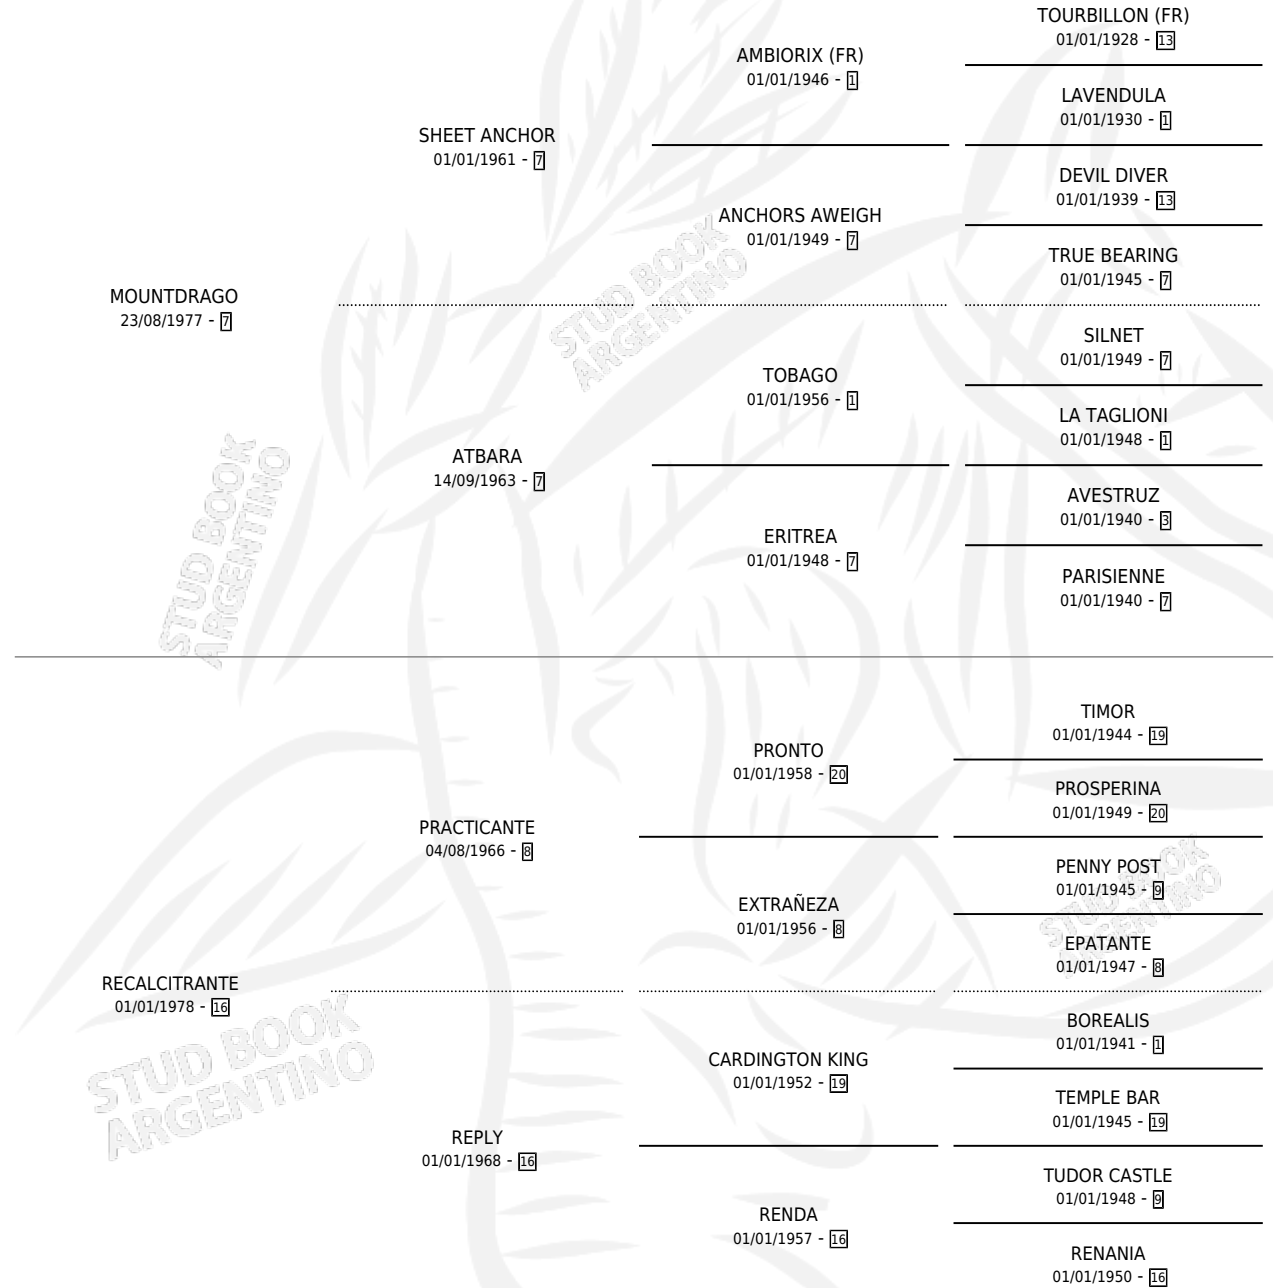 TOURBILLON (FR)
01/01/1928 - 13
AMBIORIX (FR)
01/01/1946 - 1
LAVENDULA
01/01/1930 - 1
SHEET ANCHOR
01/01/1961 - 7
DEVIL DIVER
01/01/1939 - 13
ANCHORS AWEIGH
01/01/1949 - 7
TRUE BEARING
01/01/1945 - 7
MOUNTDRAGO
23/08/1977 - 7
STUD BOOK
ARGENTINO
SILNET
01/01/1949 - 7
TOBAGO
01/01/1956 - 1
LA TAGLIONI
01/01/1948 - 1
ATBARA
14/09/1963 - 7
AVESTRUZ
01/01/1940 - 3
ERITREA
01/01/1948 - 7
PARISIENNE
01/01/1940 - 7
STUD BOOK
ARGENTINO
TIMOR
01/01/1944 - 19
PRONTO
01/01/1958 - 20
PROSPERINA
01/01/1949 - 20
PRACTICANTE
04/08/1966 - 8
PENNY POST
01/01/1945 - 9
EXTRAÑEZA
01/01/1956 - 8
EPATANTE
01/01/1947 - 8
STUD BOOK
ARGENTINO
RECALCITRANTE
01/01/1978 - 16
BOREALIS
01/01/1941 - 1
CARDINGTON KING
01/01/1952 - 19
TEMPLE BAR
01/01/1945 - 19
STUD BOOK
ARGENTINO
REPLY
01/01/1968 - 16
TUDOR CASTLE
01/01/1948 - 9
RENDA
01/01/1957 - 16
RENANIA
01/01/1950 - 16